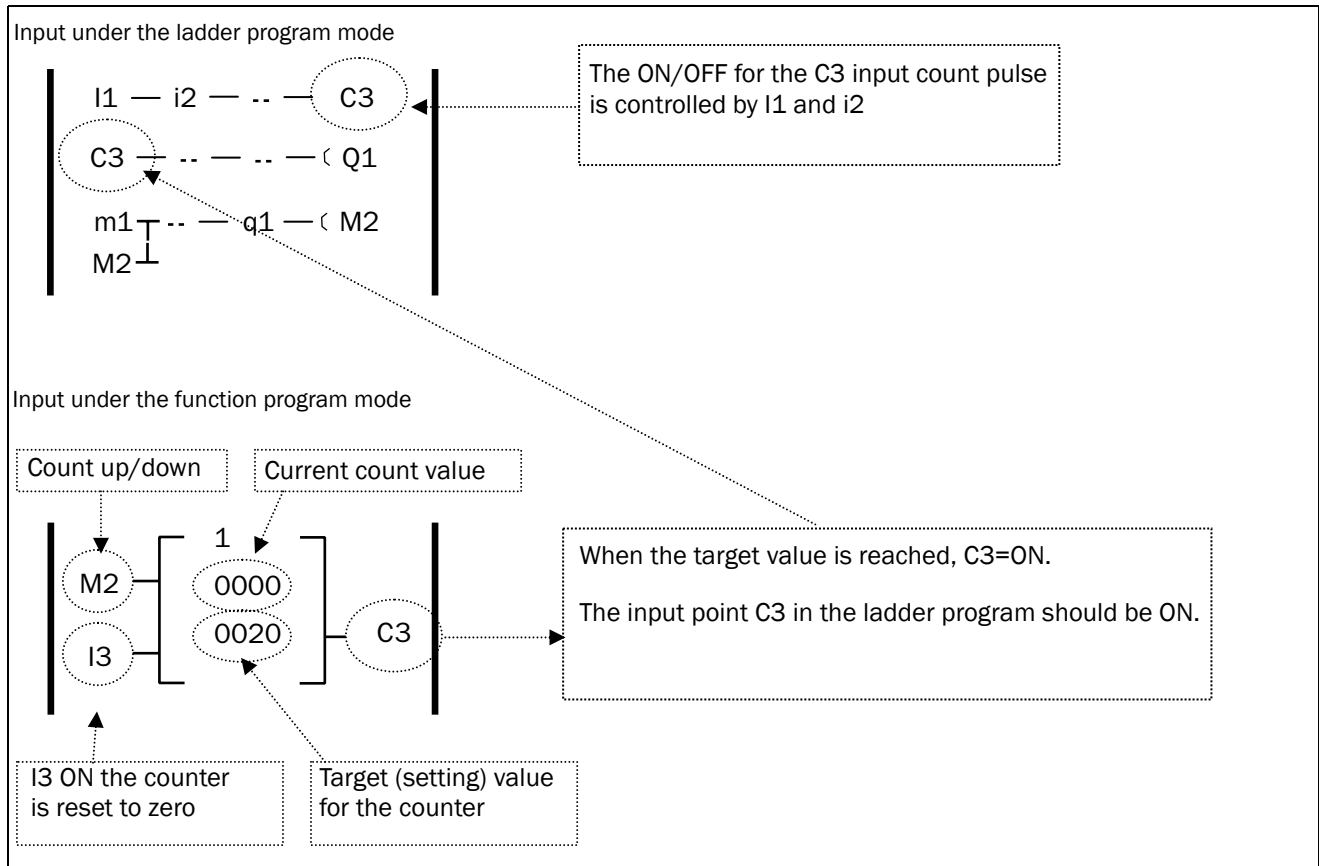 Input under the ladder program mode
I1 — i2 — -- — C3
The ON/OFF for the C3 input count pulse
is controlled by I1 and i2
C3 — -- — -- —( Q1
m1 -- — q1 —( M2
M2
Input under the function program mode
Count up/down
Current count value
1
M2
0000
0020
I3
C3
When the target value is reached, C3=ON.
The input point C3 in the ladder program should be ON.
I3 ON the counter
is reset to zero
Target (setting) value
for the counter